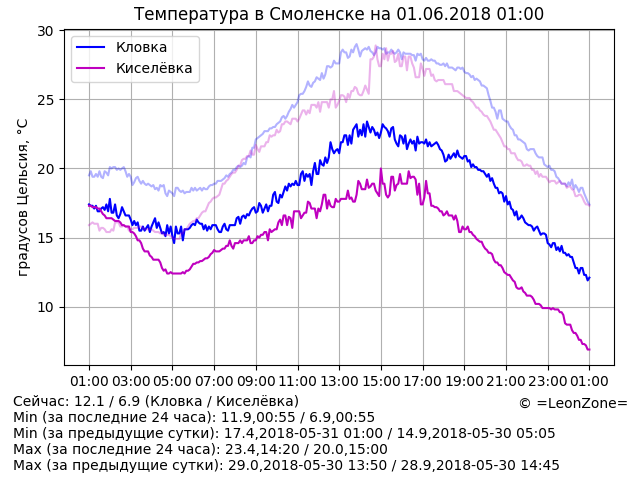 Температура в Смоленске на 01.06.2018 01:00
Кловка
Киселёвка
градусов Цельсия, °C
30
25
20
15
10
01:00 03:00 05:00 07:00 09:00 11:00 13:00 15:00 17:00 19:00 21:00 23:00 01:00
Сейчас: 12.1 / 6.9 (Кловка / Киселёвка)
© =LeonZone=
Min (за последние 24 часа): 11.9,00:55 / 6.9,00:55
Min (за предыдущие сутки): 17.4,2018-05-31 01:00 / 14.9,2018-05-30 05:05
Max (за последние 24 часа): 23.4,14:20 / 20.0,15:00
Max (за предыдущие сутки): 29.0,2018-05-30 13:50 / 28.9,2018-05-30 14:45